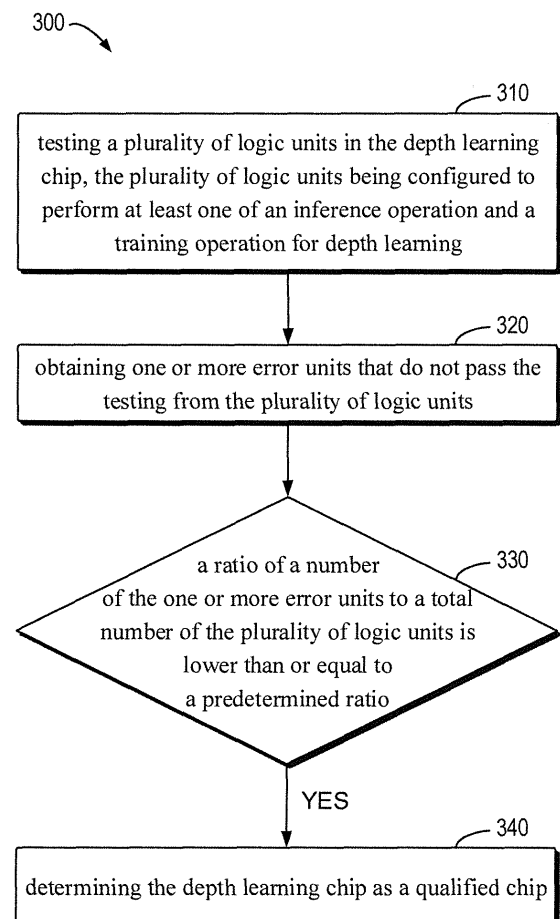 300
310
testing a plurality of logic units in the depth learning
chip, the plurality of logic units being configured to
perform at least one of an inference operation and a
training operation for depth learning
320
obtaining one or more error units that do not pass the
testing from the plurality of logic units
330
a ratio of a number
of the one or more error units to a total
number of the plurality of logic units is
lower than or equal to
a predetermined ratio
YES
340
determining the depth learning chip as a qualified chip